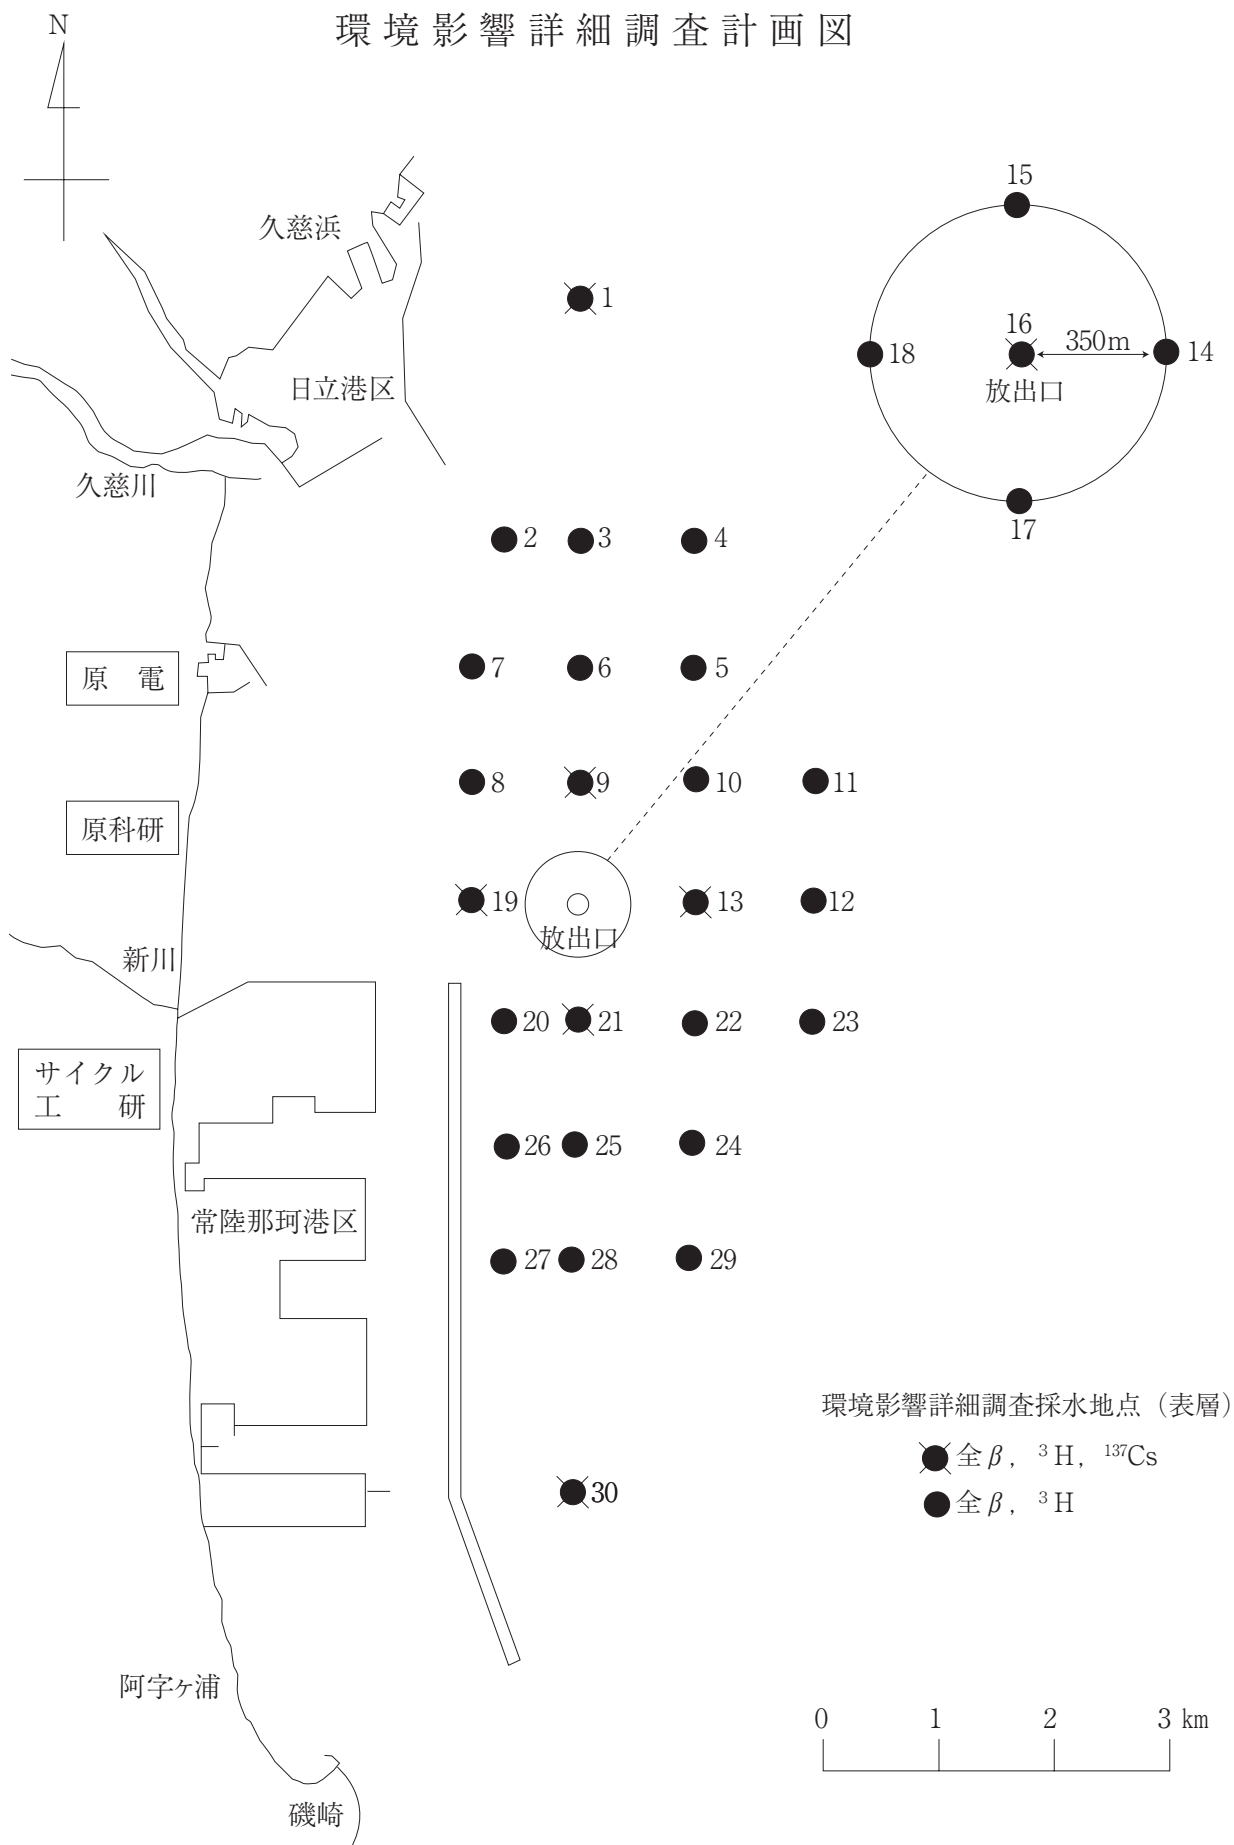 環境影響詳細調査計画図
N
久慈浜
1
日立港区
久慈川
15
16
350m
18
14
放出口
17
2
3
4
原　電
7
6
5
8
9
10
11
原科研
19
13
12
放出口
新川
20
21
22
23
サイクル
工　研
26
25
24
常陸那珂港区
27
28
29
30
環境影響詳細調査採水地点（表層）
全β，³H，¹³⁷Cs
全β，³H
阿字ヶ浦
0 1 2 3 km
磯崎